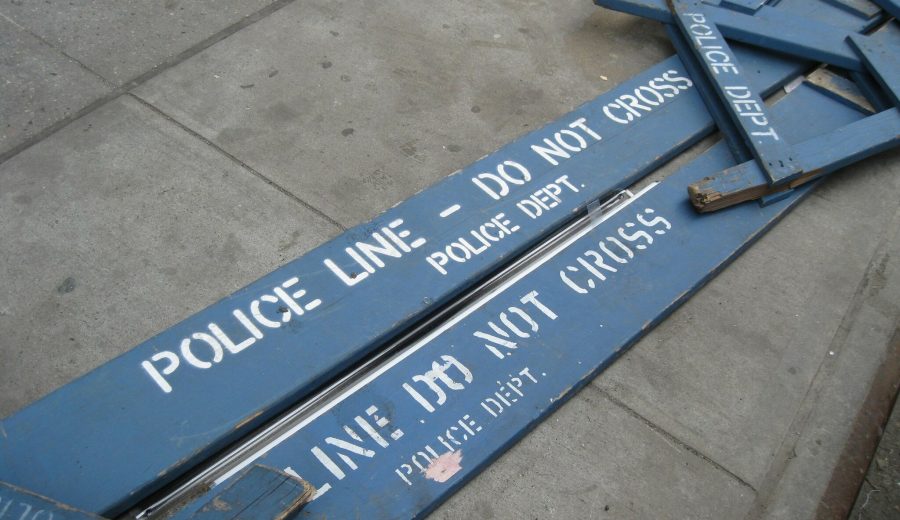 POLICE LINE - DO NOT CROSS
POLICE DEPT.
LINE DO NOT CROSS
POLICE DEPT.
POLICE DEPT.